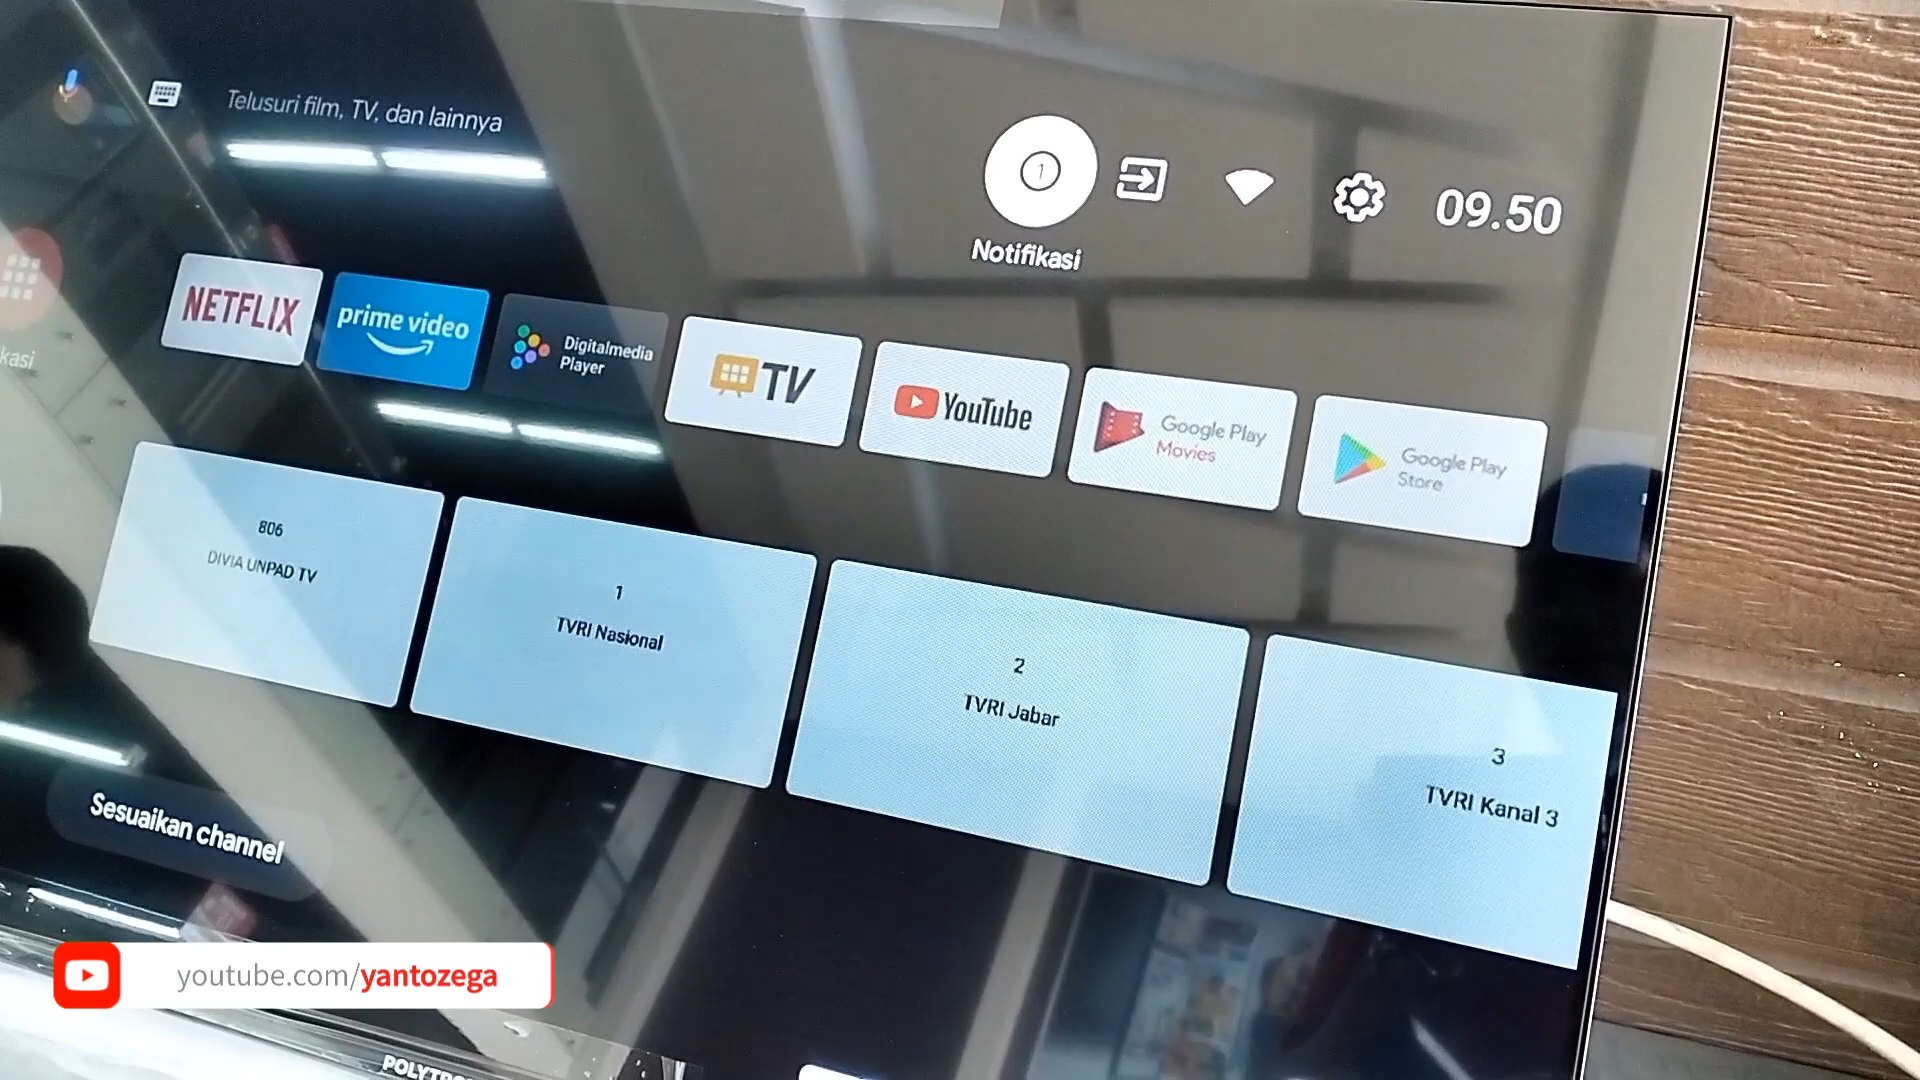 Telusuri film, TV, dan lainnya
1
09.50
Notifikasi
NETFLIX
prime video
Digitalmedia
Player
TV
YouTube
Google Play
Movies
Google Play
Store
kasi
806
DIVIA UNPAD TV
1
TVRI Nasional
2
TVRI Jabar
3
TVRI Kanal 3
Sesuaikan channel
youtube.com/yantozega
POLYTRO